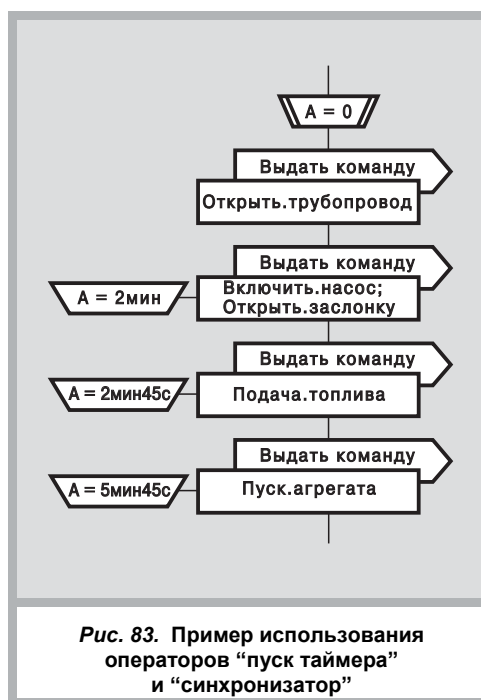 A = 0
Выдать команду
Открыть.трубопровод
Выдать команду
A = 2мин
Включить.насос;
Открыть.заслонку
Выдать команду
A = 2мин45с
Подача.топлива
Выдать команду
A = 5мин45с
Пуск.агрегата
Рис. 83. Пример использования
операторов “пуск таймера”
и “синхронизатор”